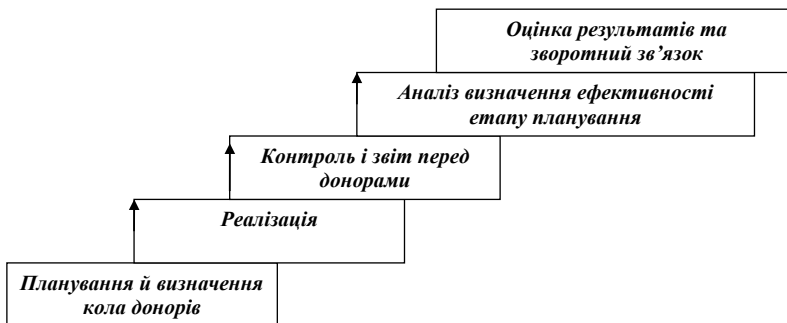 Оцінка результатів та
зворотний зв’язок
Аналіз визначення ефективності
етапу планування
Контроль і звіт перед
донорами
Реалізація
Планування й визначення
кола донорів